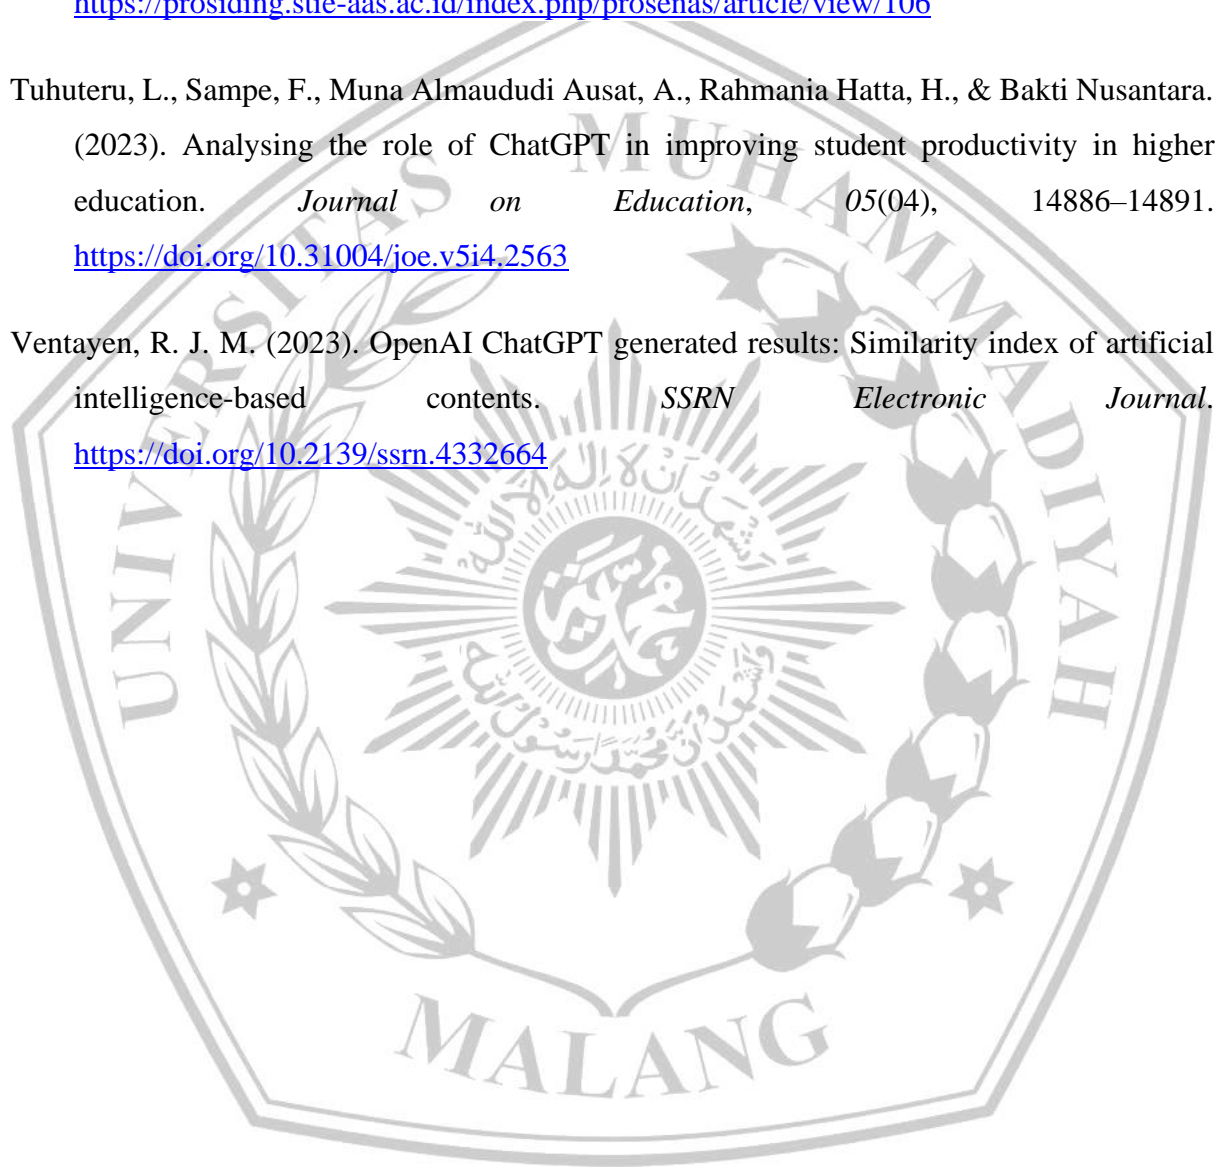 https://prosiding.stie-aas.ac.id/index.php/prosenas/article/view/106
Tuhuteru, L., Sampe, F., Muna Almaududi Ausat, A., Rahmania Hatta, H., & Bakti Nusantara.
(2023). Analysing the role of ChatGPT in improving student productivity in higher
education. Journal on Education, 05(04), 14886–14891.
https://doi.org/10.31004/joe.v5i4.2563
Ventayen, R. J. M. (2023). OpenAI ChatGPT generated results: Similarity index of artificial
intelligence-based contents. SSRN Electronic Journal.
https://doi.org/10.2139/ssrn.4332664
UNIVERSITAS MUHAMMADIYAH
MALANG